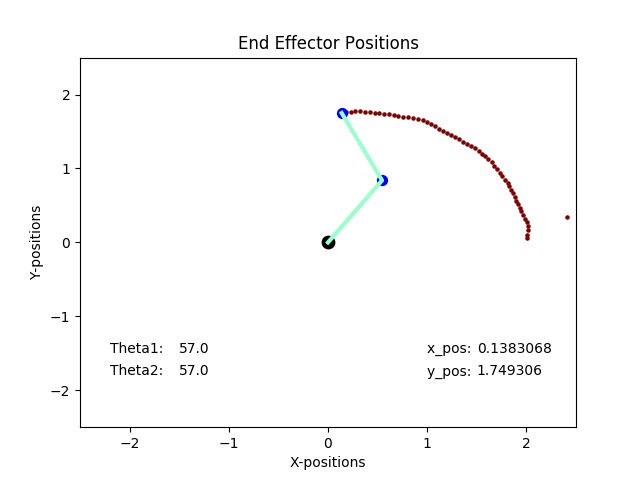 End Effector Positions
2
1
0
−1
−2
Y-positions
Theta1: 57.0
x_pos: 0.1383068
Theta2: 57.0
y_pos: 1.749306
−2 −1 0 1 2
X-positions